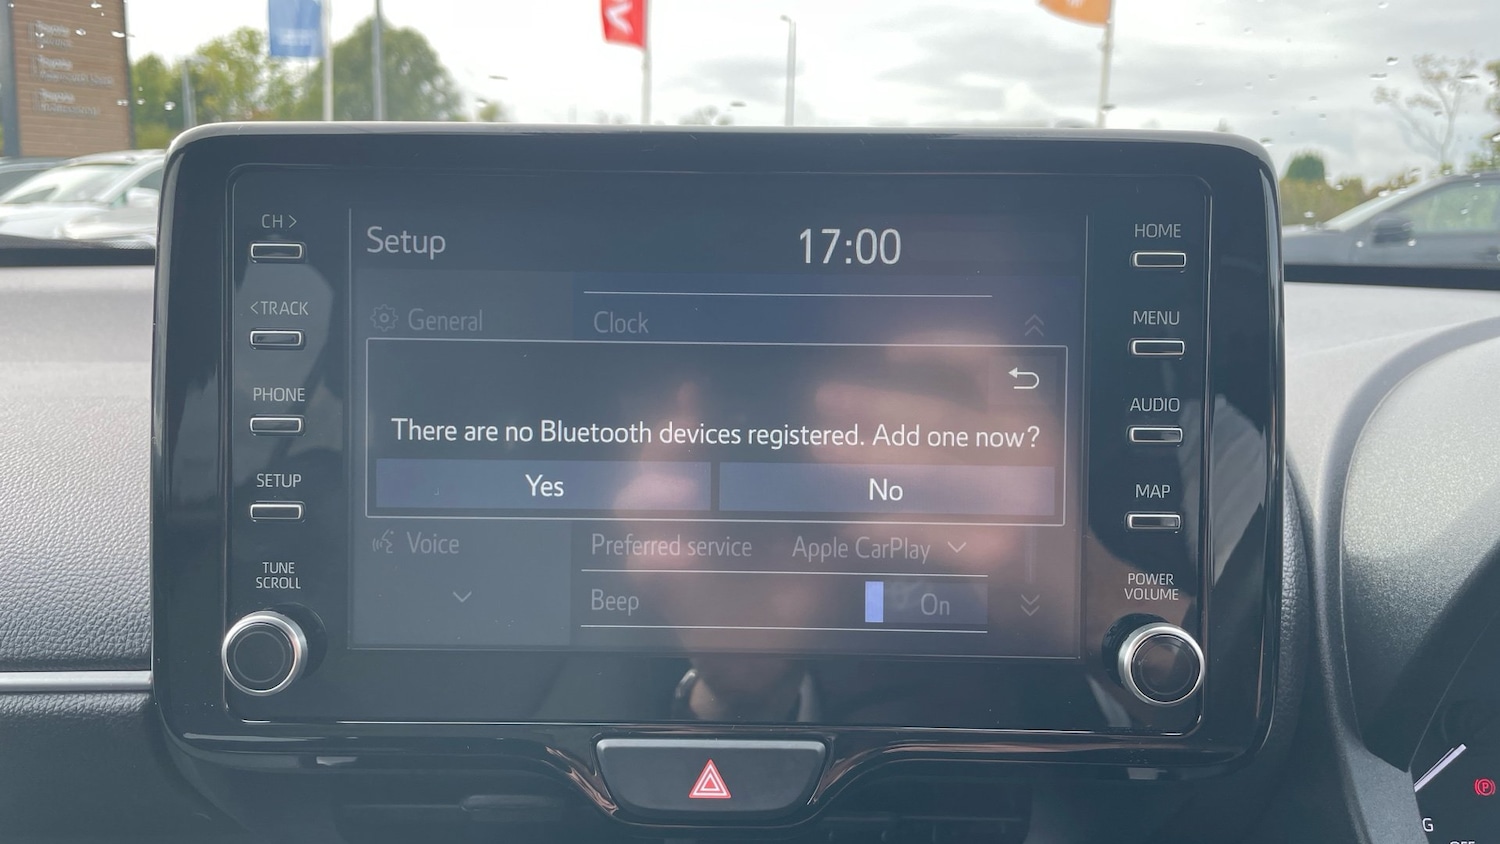 CH >
<TRACK
PHONE
SETUP
TUNE
SCROLL
Setup
17:00
General
Clock
There are no Bluetooth devices registered. Add one now?
Yes
No
Voice
Preferred service
Apple CarPlay
Beep
On
HOME
MENU
AUDIO
MAP
POWER
VOLUME
P
G